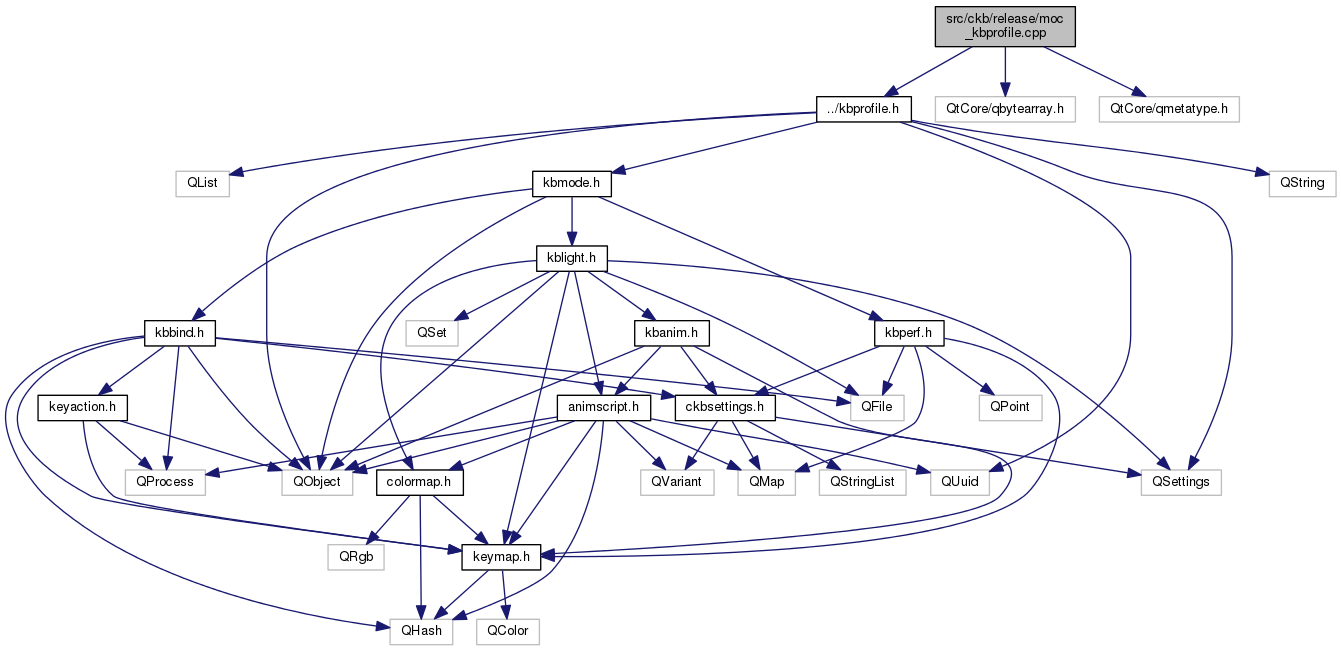 src/ckb/release/moc
_kbprofile.cpp
../kbprofile.h
QtCore/qbytearray.h
QtCore/qmetatype.h
QList
kbmode.h
QString
kblight.h
QSet
kbbind.h
kbanim.h
kbperf.h
keyaction.h
animscript.h
ckbsettings.h
QFile
QPoint
QProcess
QObject
colormap.h
QVariant
QMap
QStringList
QUuid
QSettings
QRgb
keymap.h
QHash
QColor